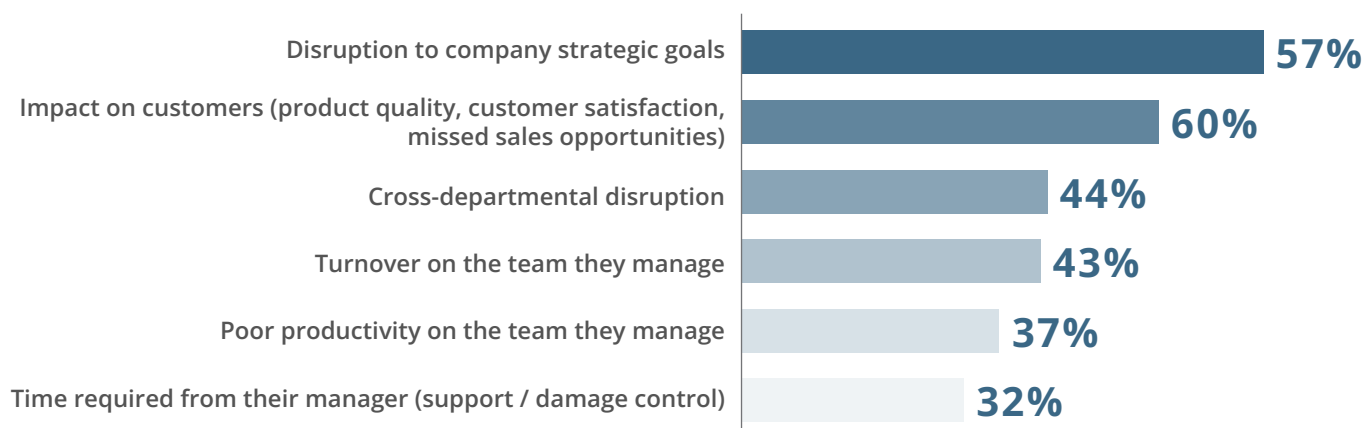 Disruption to company strategic goals 57%
Impact on customers (product quality, customer satisfaction,
missed sales opportunities) 60%
Cross-departmental disruption 44%
Turnover on the team they manage 43%
Poor productivity on the team they manage 37%
Time required from their manager (support / damage control) 32%